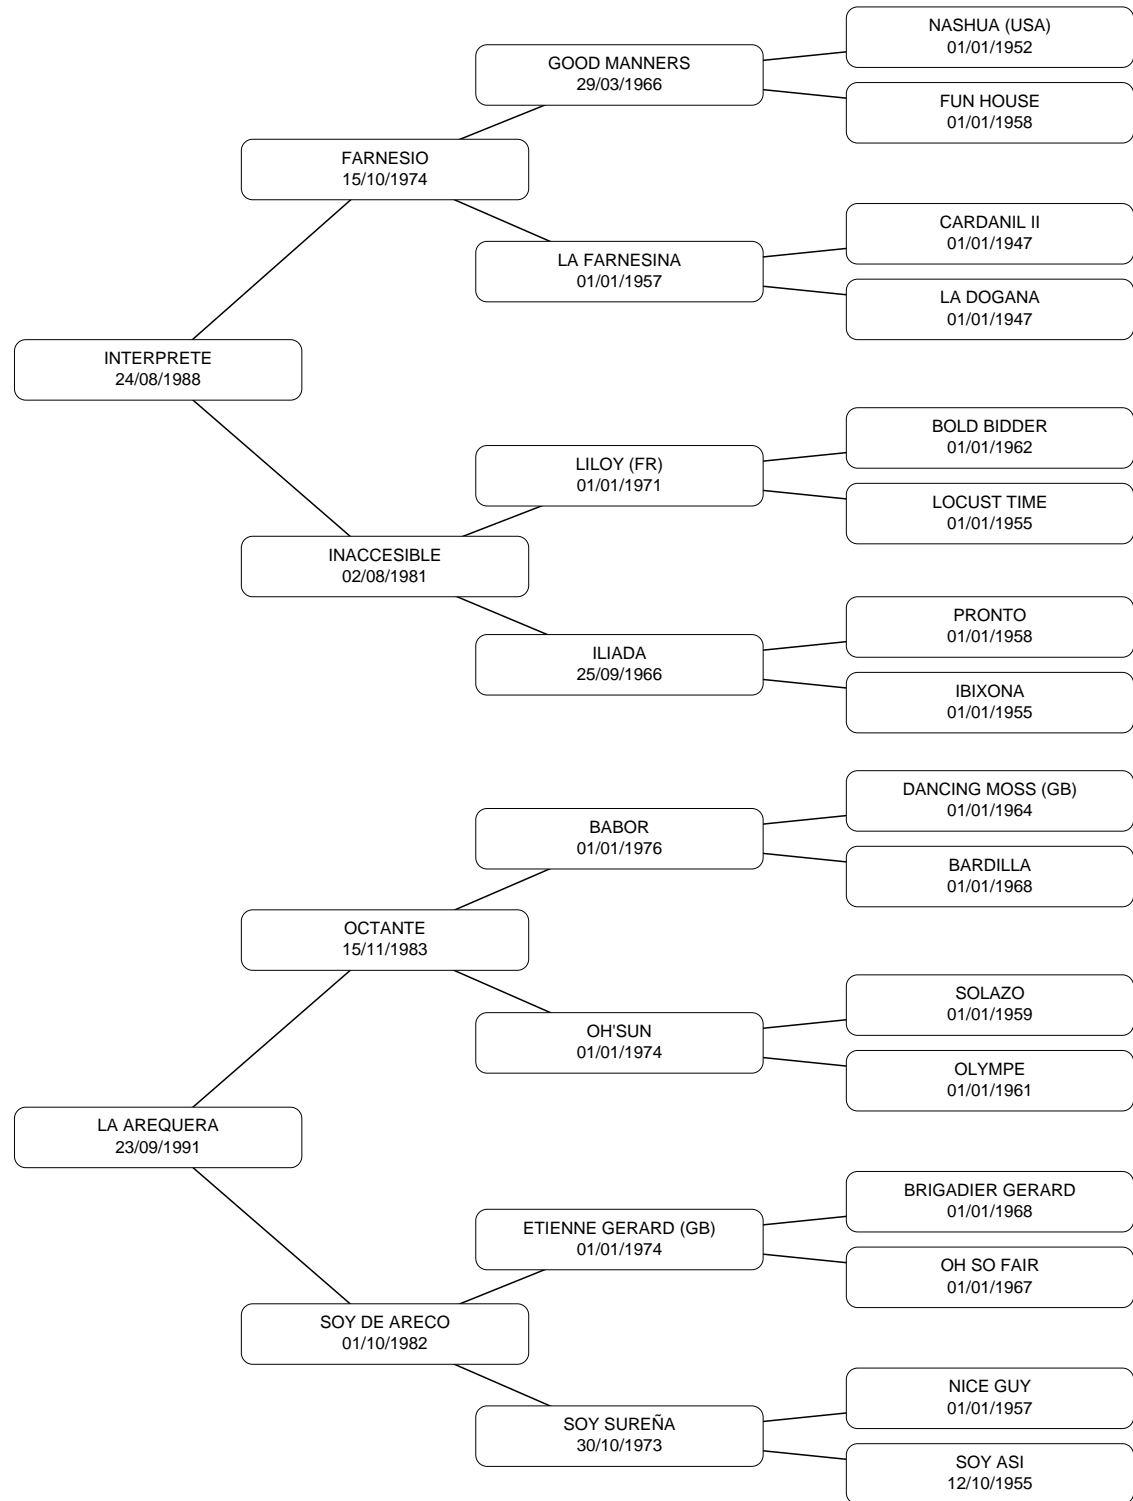 NASHUA (USA)
01/01/1952
GOOD MANNERS
29/03/1966
FUN HOUSE
01/01/1958
FARNESIO
15/10/1974
CARDANIL II
01/01/1947
LA FARNESINA
01/01/1957
LA DOGANA
01/01/1947
INTERPRETE
24/08/1988
BOLD BIDDER
01/01/1962
LILOY (FR)
01/01/1971
LOCUST TIME
01/01/1955
INACCESIBLE
02/08/1981
PRONTO
01/01/1958
ILIADA
25/09/1966
IBIXONA
01/01/1955
DANCING MOSS (GB)
01/01/1964
BABOR
01/01/1976
BARDILLA
01/01/1968
OCTANTE
15/11/1983
SOLAZO
01/01/1959
OH'SUN
01/01/1974
OLYMPE
01/01/1961
LA AREQUERA
23/09/1991
BRIGADIER GERARD
01/01/1968
ETIENNE GERARD (GB)
01/01/1974
OH SO FAIR
01/01/1967
SOY DE ARECO
01/10/1982
NICE GUY
01/01/1957
SOY SUREÑA
30/10/1973
SOY ASI
12/10/1955